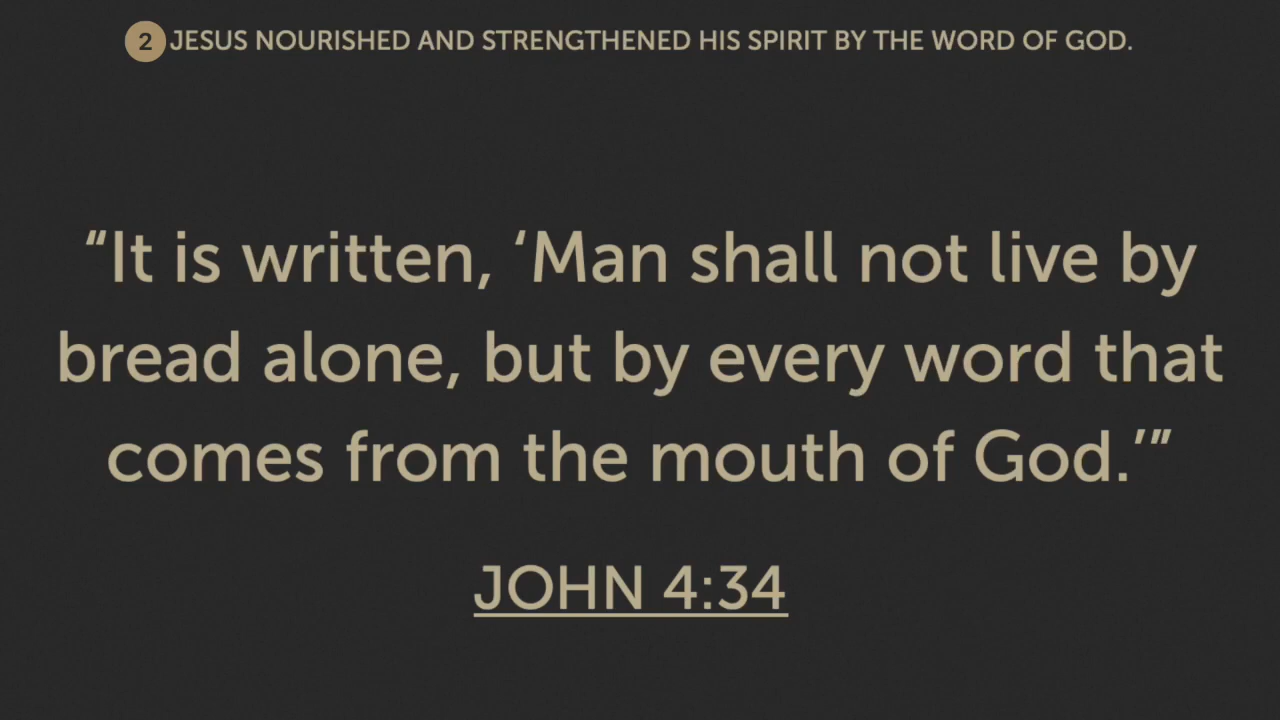 2 JESUS NOURISHED AND STRENGTHENED HIS SPIRIT BY THE WORD OF GOD.
“It is written, ‘Man shall not live by
bread alone, but by every word that
comes from the mouth of God.’”
JOHN 4:34